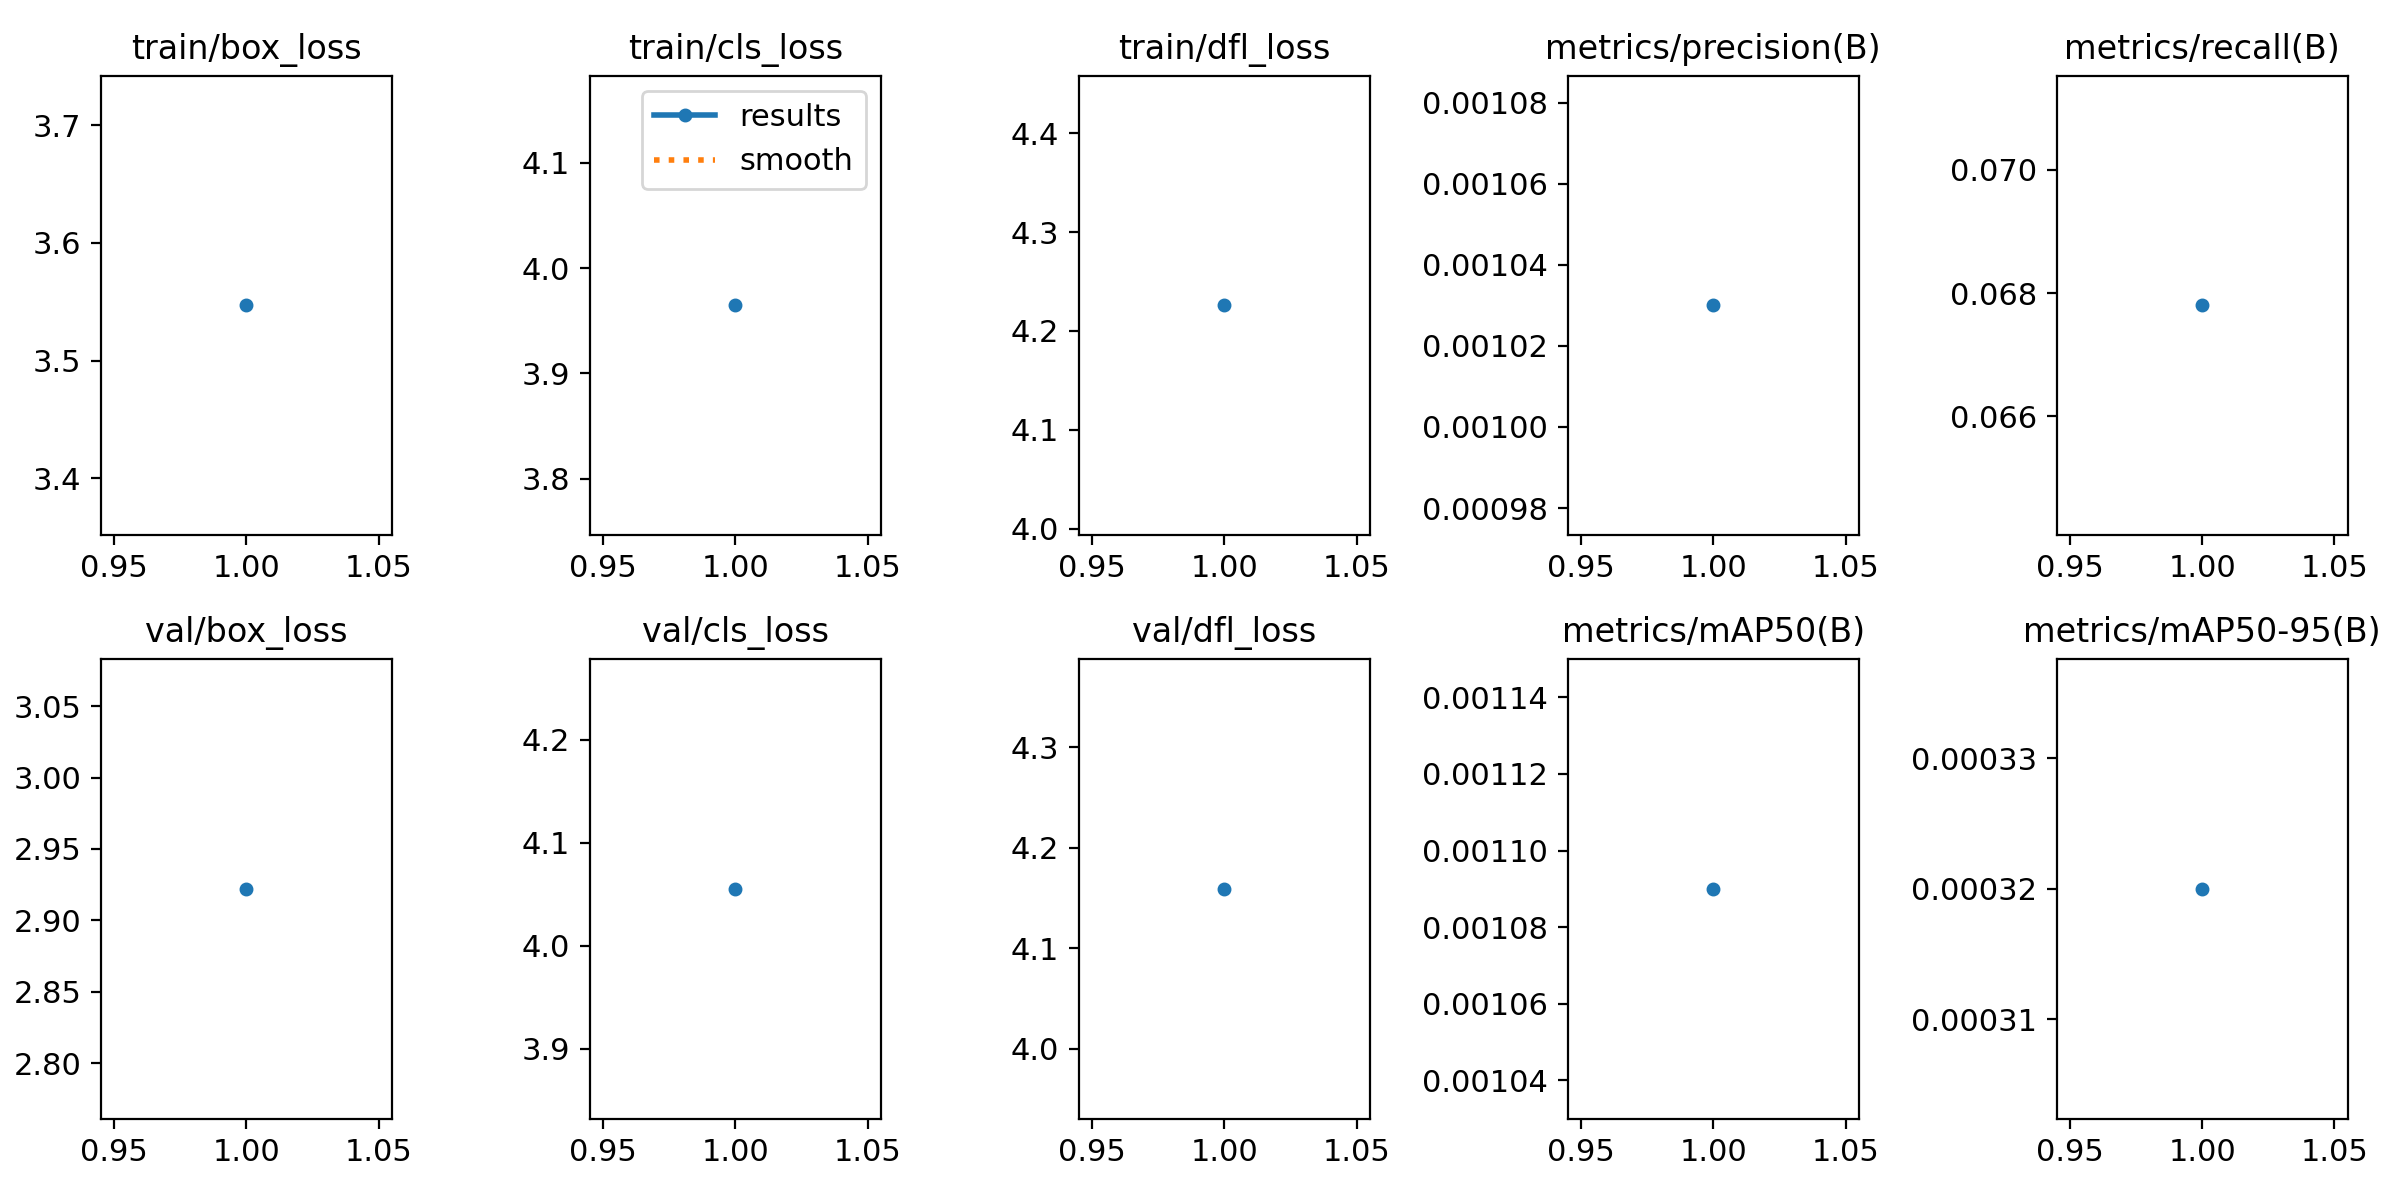 train/box_loss
3.7
3.6
3.5
3.4
0.95 1.00 1.05
train/cls_loss
results
smooth
4.1
4.0
3.9
3.8
0.95 1.00 1.05
train/dfl_loss
4.4
4.3
4.2
4.1
4.0
0.95 1.00 1.05
metrics/precision(B)
0.00108
0.00106
0.00104
0.00102
0.00100
0.00098
0.95 1.00 1.05
metrics/recall(B)
0.070
0.068
0.066
0.95 1.00 1.05
val/box_loss
3.05
3.00
2.95
2.90
2.85
2.80
0.95 1.00 1.05
val/cls_loss
4.2
4.1
4.0
3.9
0.95 1.00 1.05
val/dfl_loss
4.3
4.2
4.1
4.0
0.95 1.00 1.05
metrics/mAP50(B)
0.00114
0.00112
0.00110
0.00108
0.00106
0.00104
0.95 1.00 1.05
metrics/mAP50-95(B)
0.00033
0.00032
0.00031
0.95 1.00 1.05